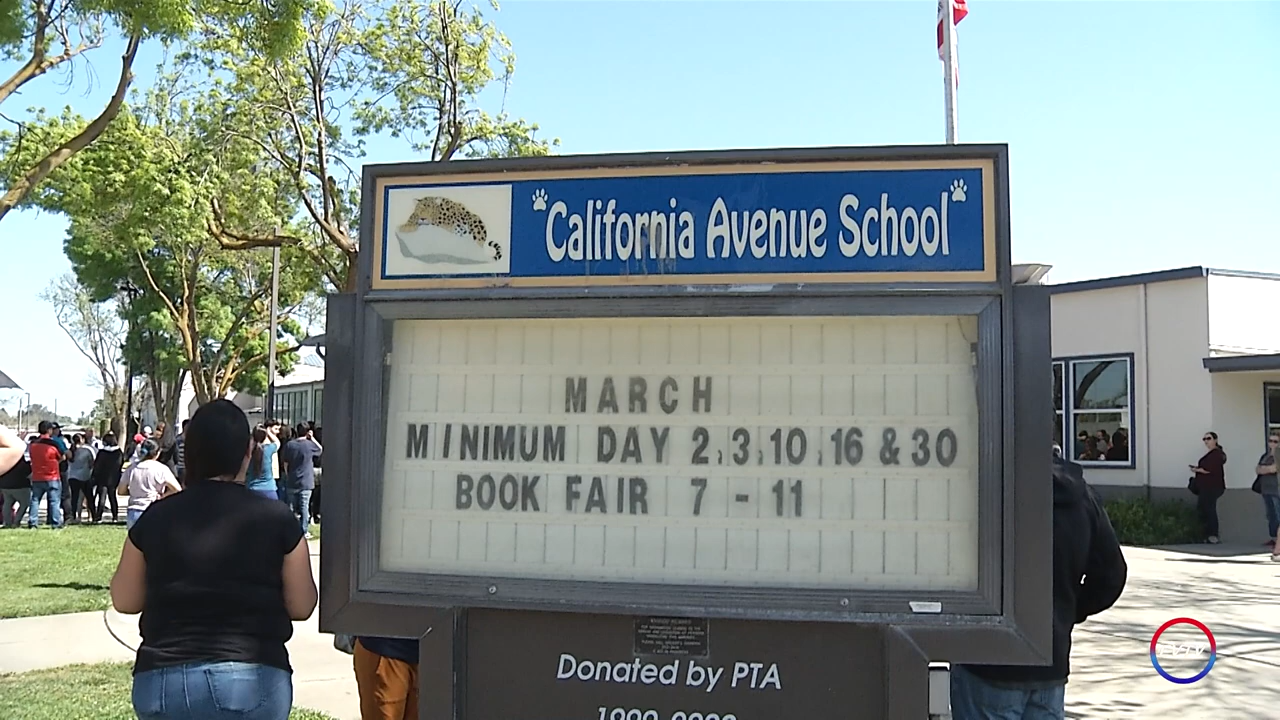 California Avenue School
MARCH
MINIMUM DAY 2,3,10,16 & 30
BOOK FAIR 7 - 11
Donated by PTA